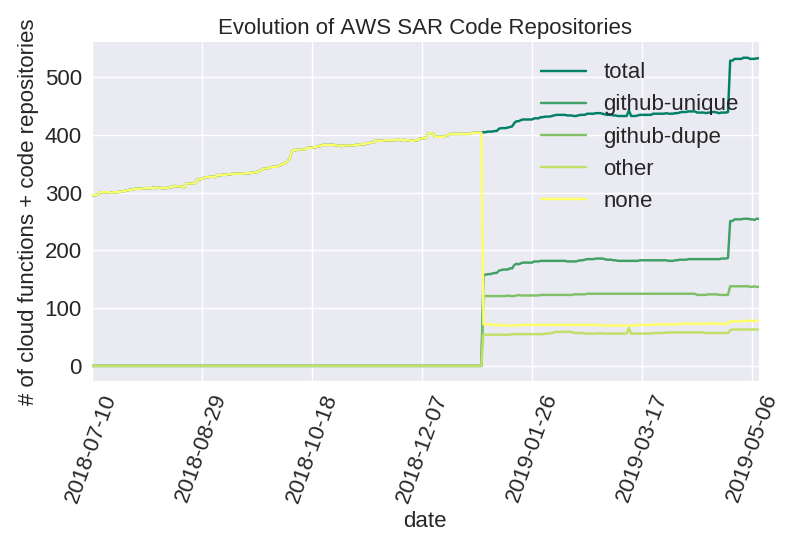 Evolution of AWS SAR Code Repositories
# of cloud functions + code repositories
500
400
300
200
100
0
total
github-unique
github-dupe
other
none
2018-07-10
2018-08-29
2018-10-18
2018-12-07
2019-01-26
2019-03-17
2019-05-06
date